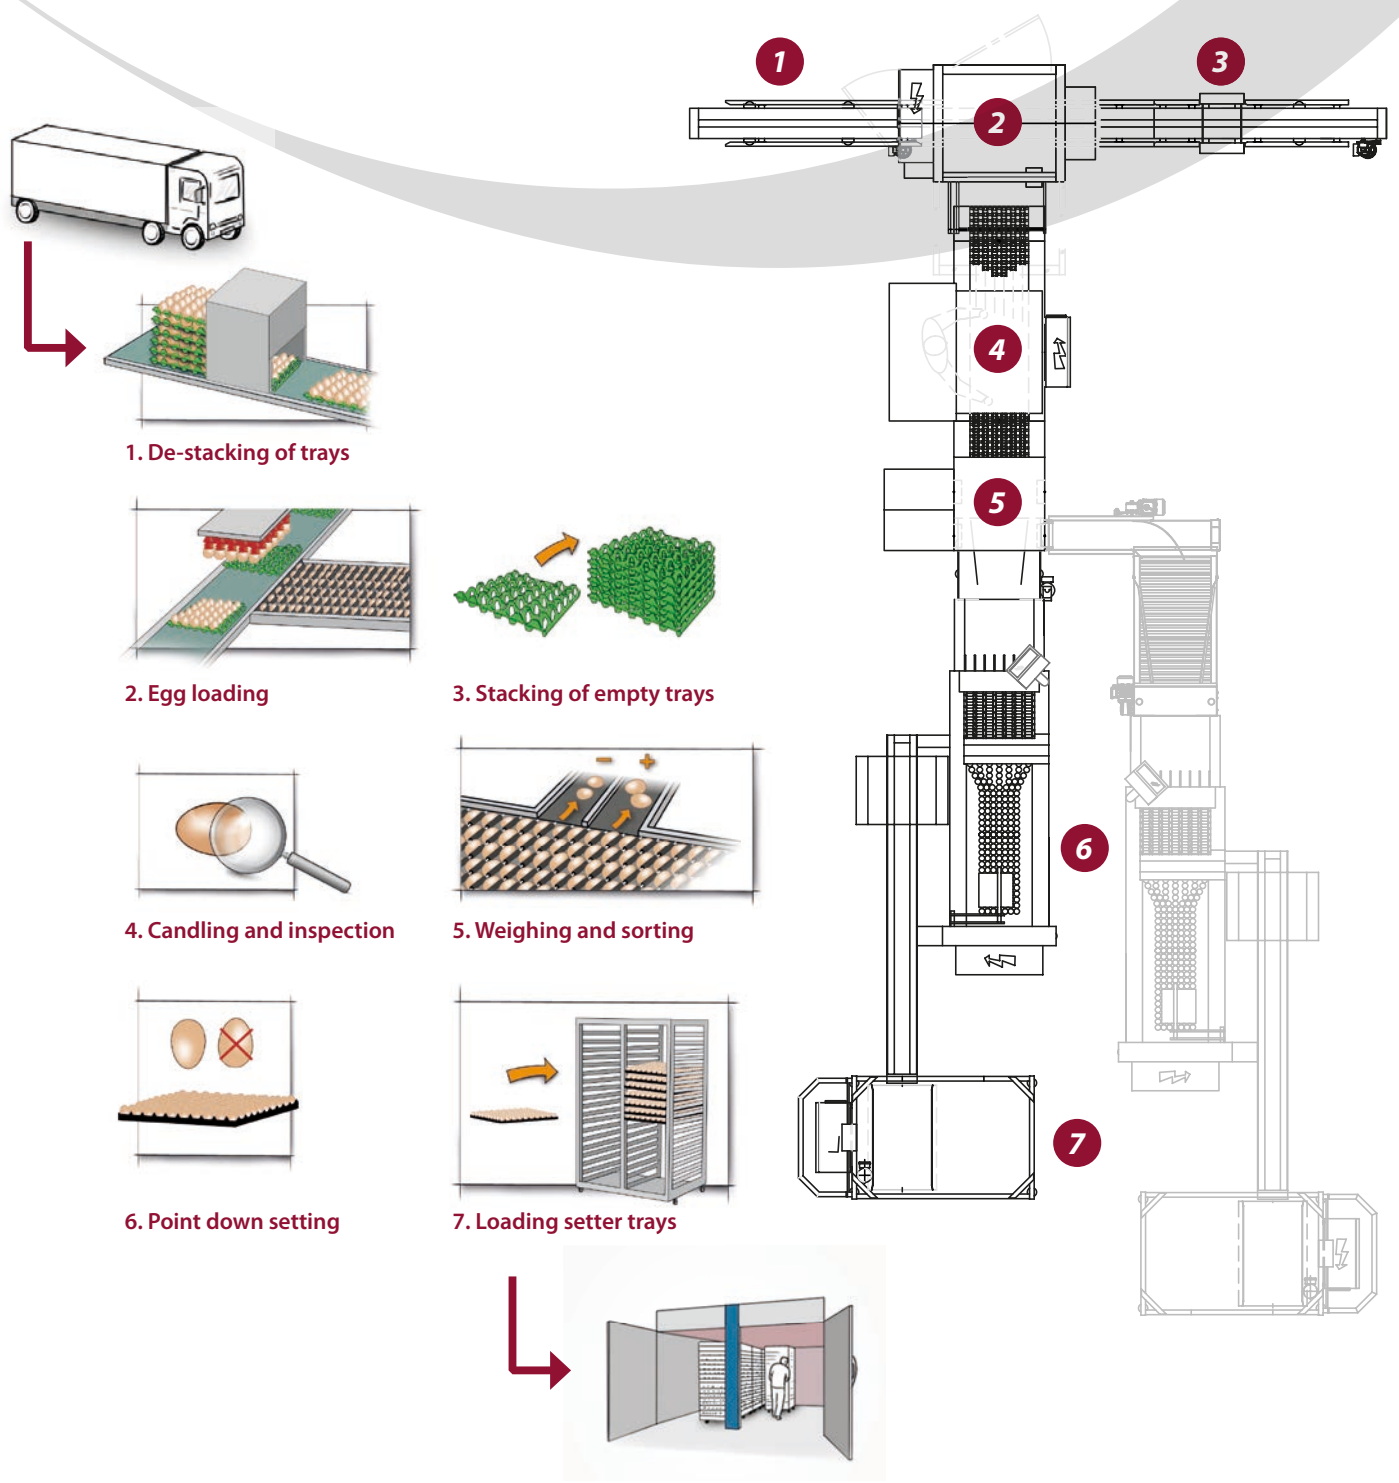 1
3
2
4
1. De-stacking of trays
5
2. Egg loading
3. Stacking of empty trays
- +
6
4. Candling and inspection
5. Weighing and sorting
7
6. Point down setting
7. Loading setter trays